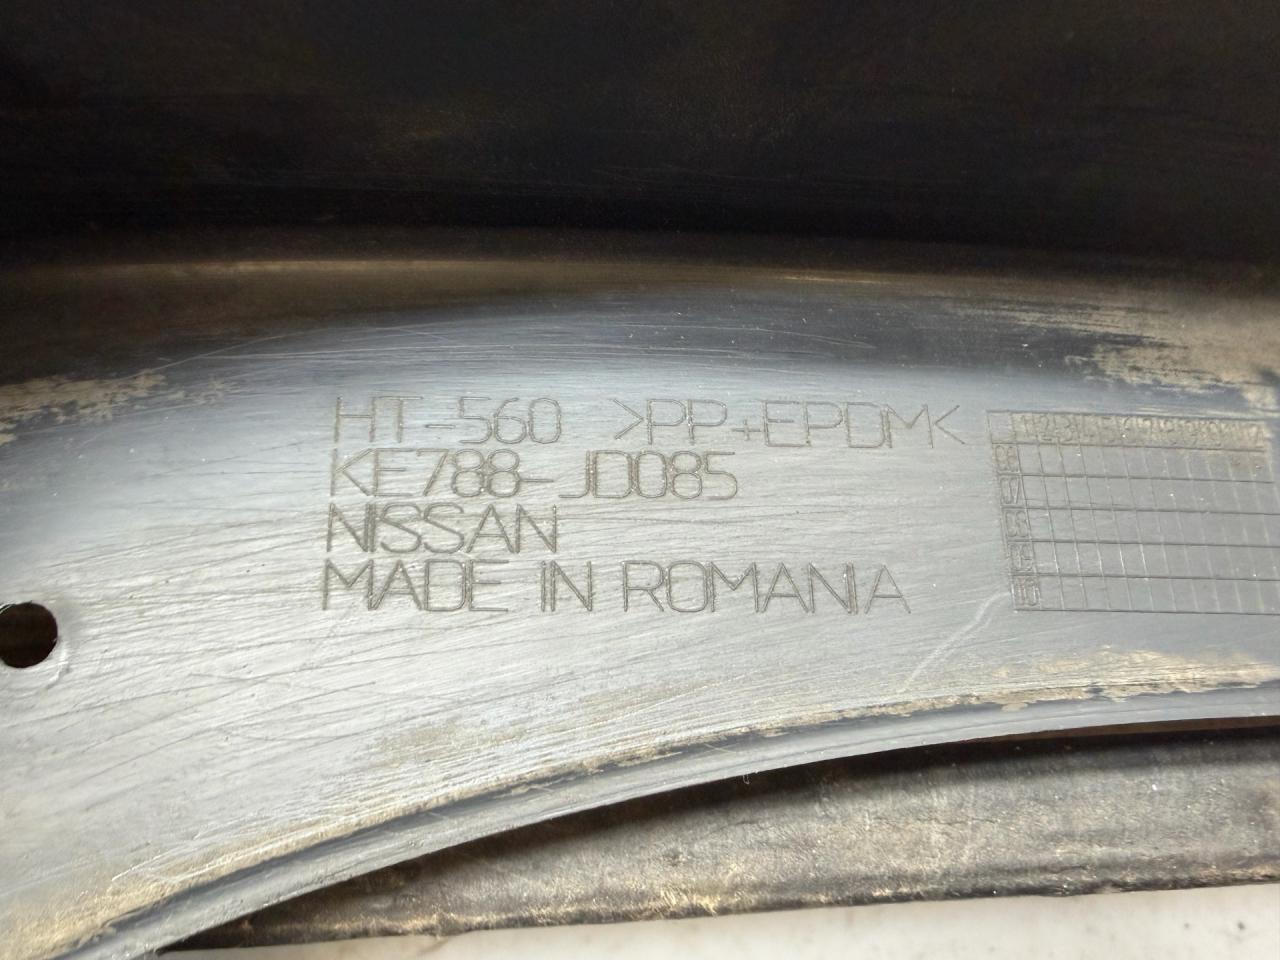 HT-560 >PP+EPDM<
KE788-JD085
NISSAN
MADE IN ROMANIA